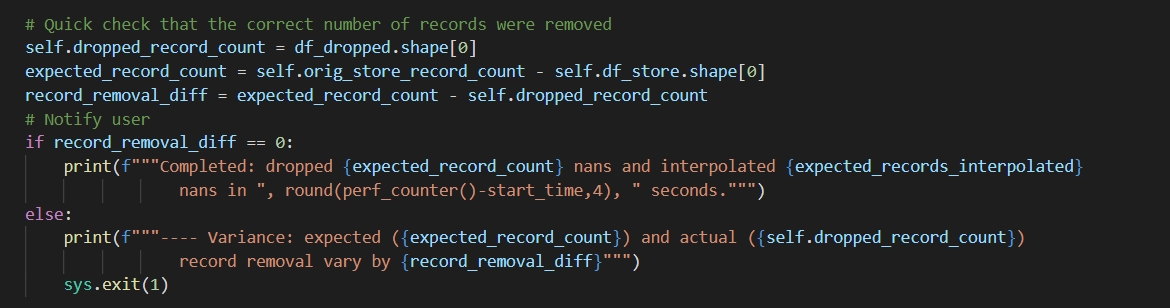 # Quick check that the correct number of records were removed
self.dropped_record_count = df_dropped.shape[0]
expected_record_count = self.orig_store_record_count - self.df_store.shape[0]
record_removal_diff = expected_record_count - self.dropped_record_count
# Notify user
if record_removal_diff == 0:
    print(f"""Completed: dropped {expected_record_count} nans and interpolated {expected_records_interpolated}
                nans in ", round(perf_counter()-start_time,4), " seconds.""")
else:
    print(f"""---- Variance: expected ({expected_record_count}) and actual ({self.dropped_record_count})
                record removal vary by {record_removal_diff}""")
    sys.exit(1)